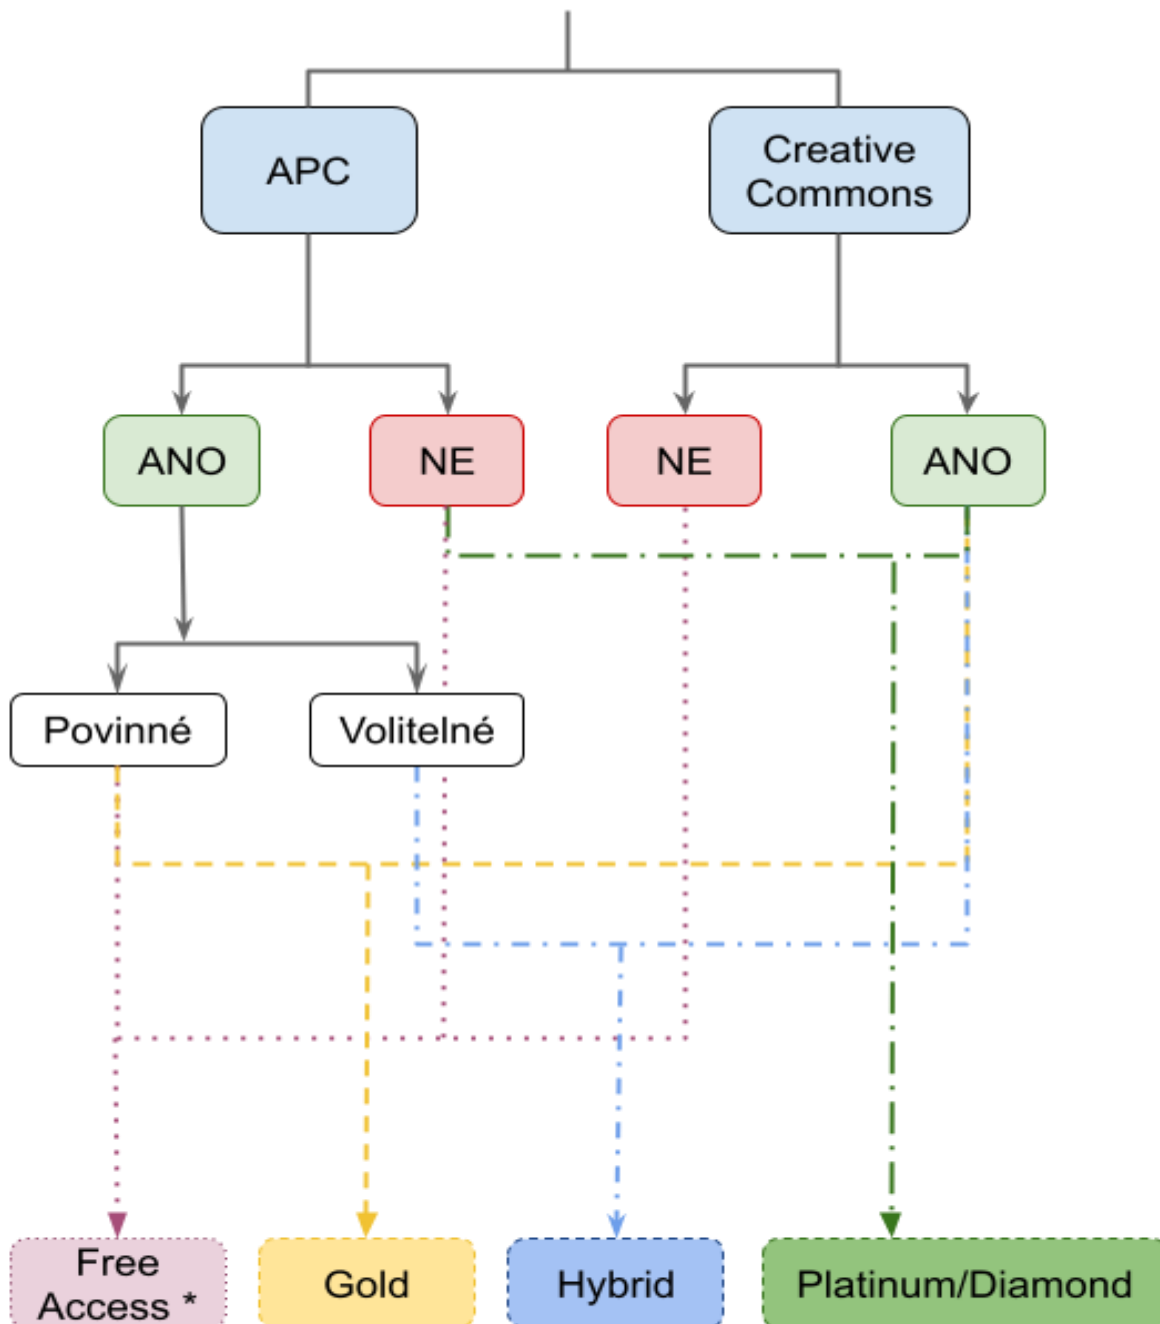 APC
Creative
Commons
ANO
NE
NE
ANO
Povinné
Volitelné
Free
Access *
Gold
Hybrid
Platinum/Diamond